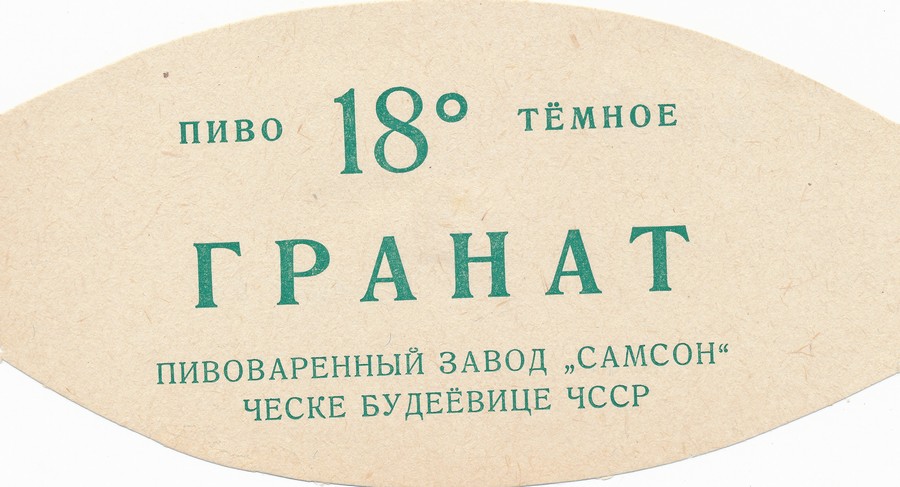 ПИВО 18° ТЁМНОЕ
ГРАНАТ
ПИВОВАРЕННЫЙ ЗАВОД „САМСОН“
ЧЕСКЕ БУДЕЁВИЦЕ ЧССР